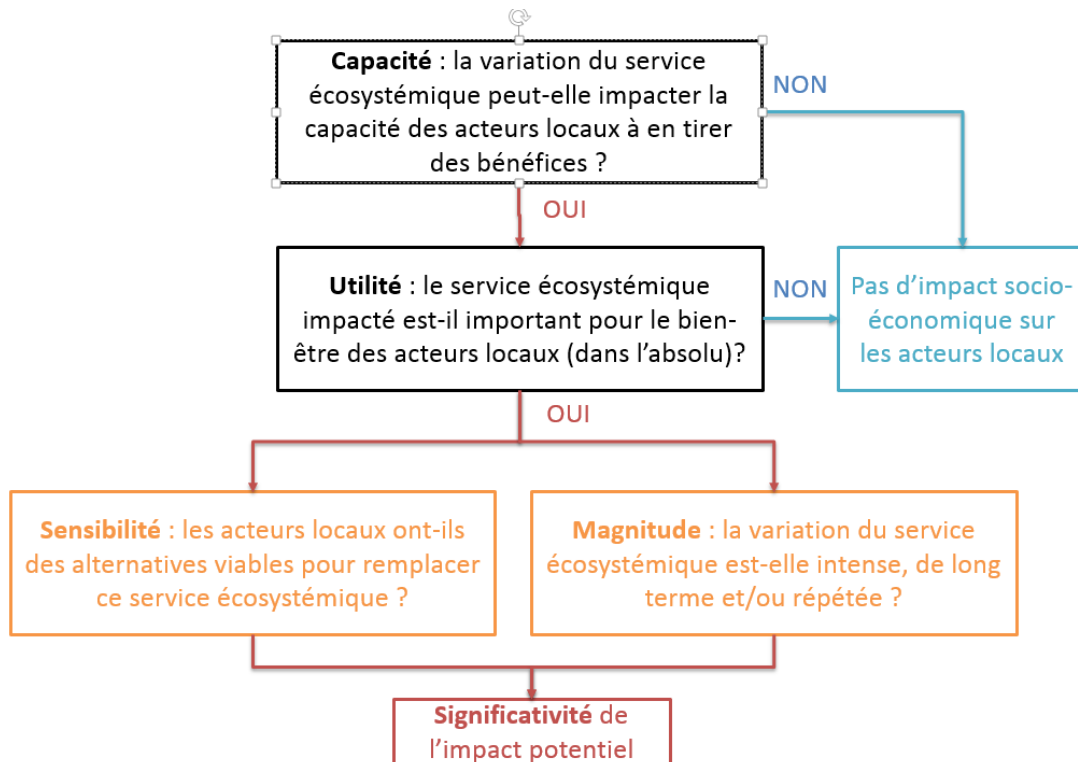 Capacité : la variation du service
écosystémique peut-elle impacter la
capacité des acteurs locaux à en tirer
des bénéfices ?
NON
OUI
Utilité : le service écosystémique
impacté est-il important pour le bien-
être des acteurs locaux (dans l'absolu)?
NON
Pas d'impact socio-
économique sur
les acteurs locaux
OUI
Sensibilité : les acteurs locaux ont-ils
des alternatives viables pour remplacer
ce service écosystémique ?
Magnitude : la variation du service
écosystémique est-elle intense, de long
terme et/ou répétée ?
Significativité de
l'impact potentiel